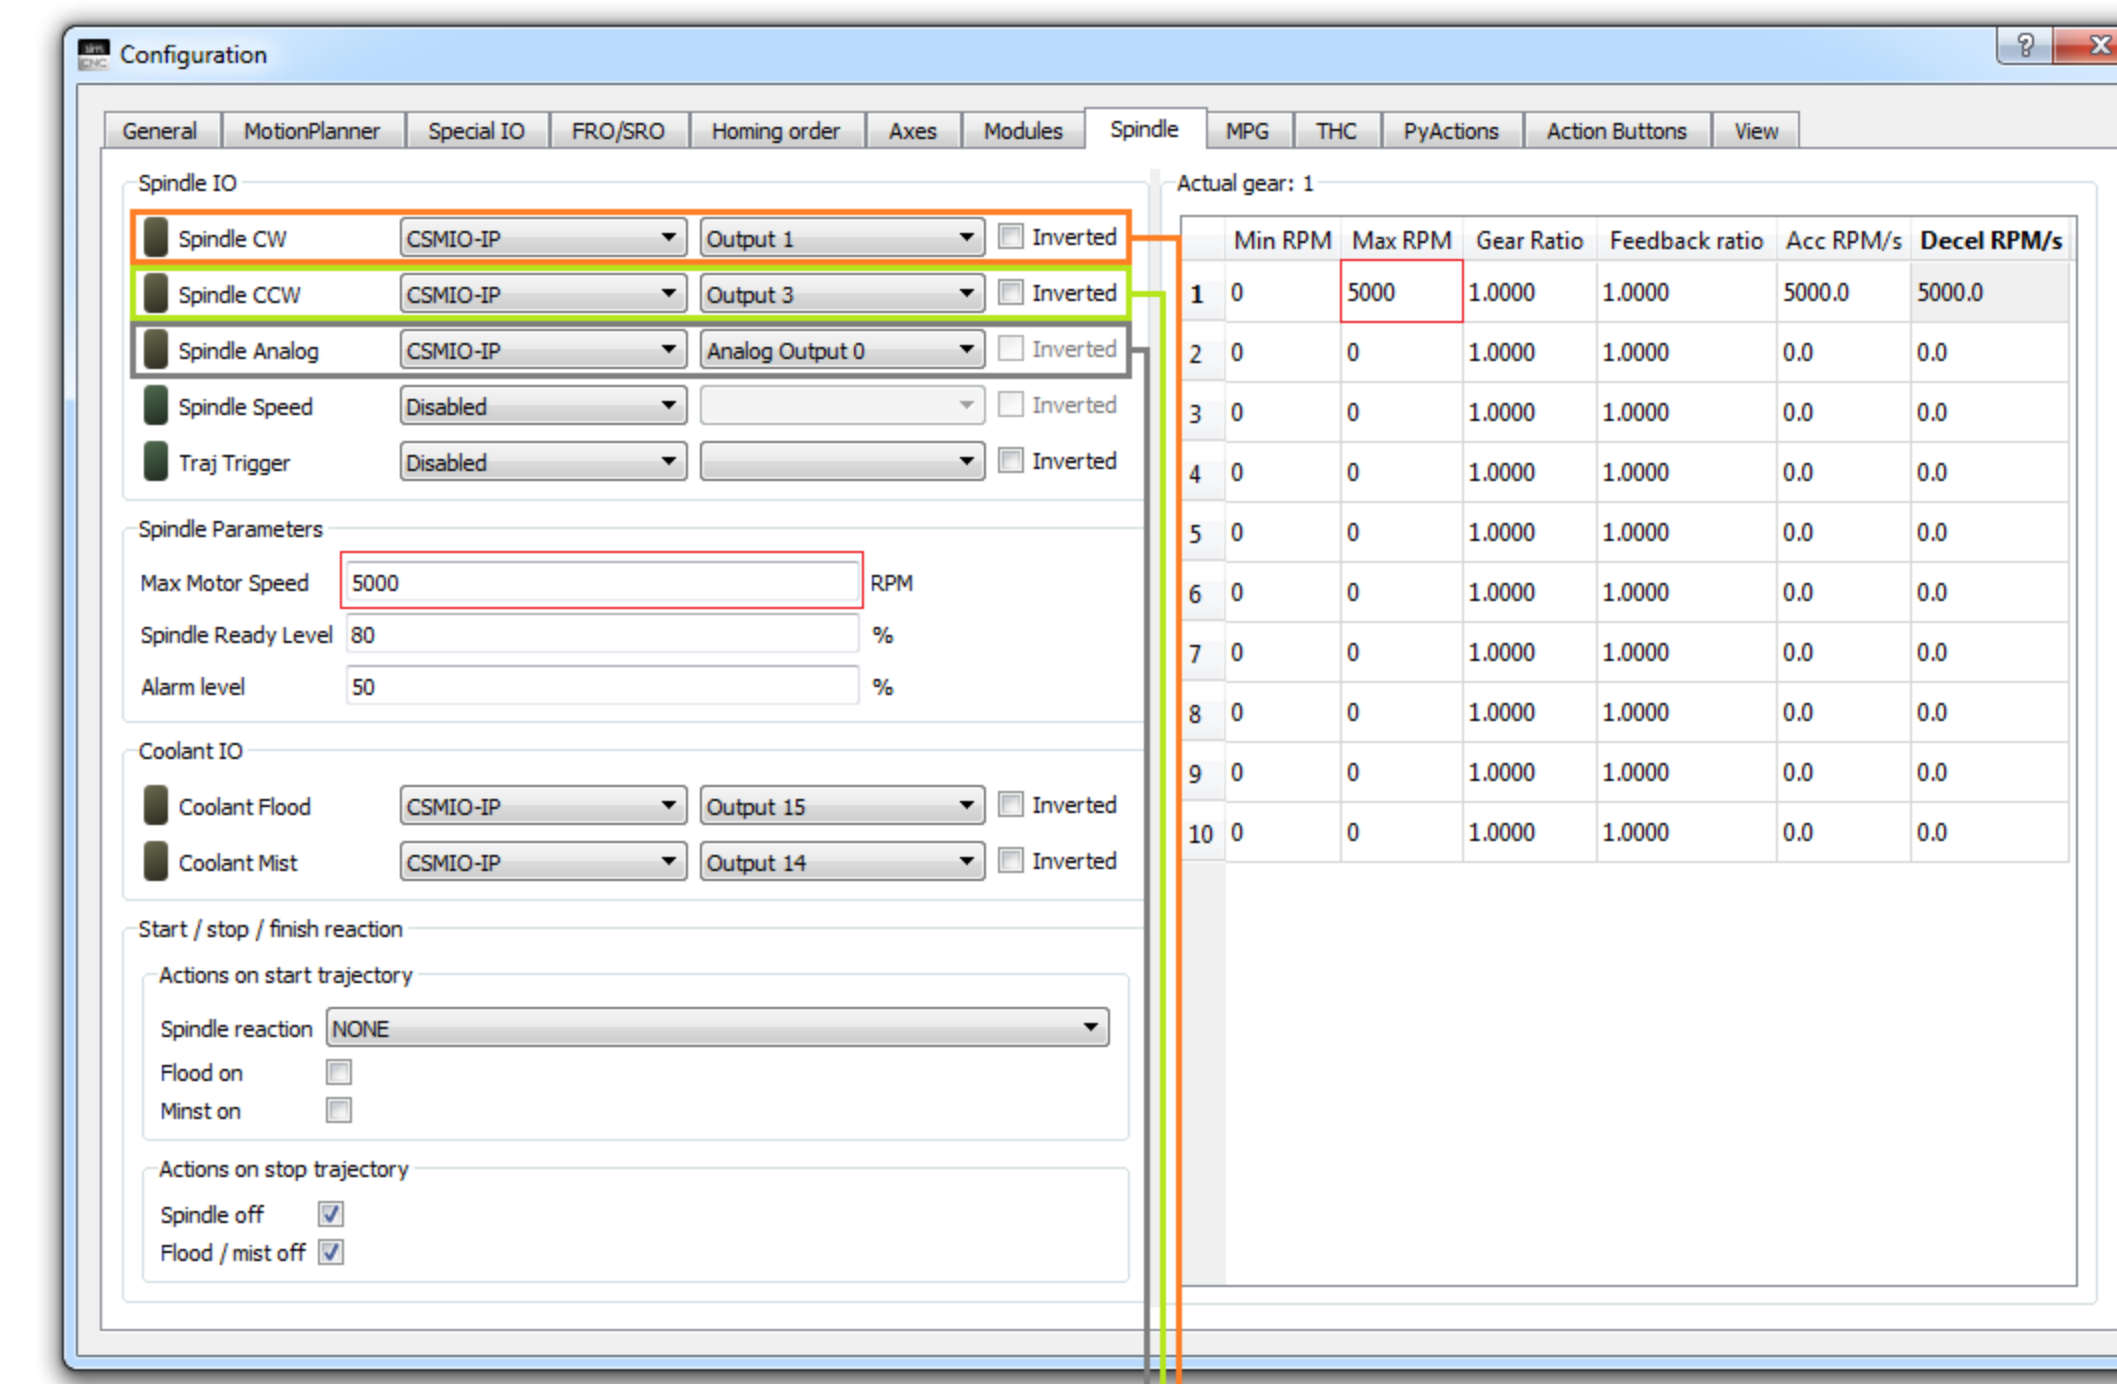 Configuration
General MotionPlanner Special IO FRO/SRO Homing order Axes Modules Spindle MPG THC PyActions Action Buttons View
Spindle IO
Spindle CW CSMIO-IP Output 1 Inverted
Spindle CCW CSMIO-IP Output 3 Inverted
Spindle Analog CSMIO-IP Analog Output 0 Inverted
Spindle Speed Disabled Inverted
Traj Trigger Disabled Inverted
Spindle Parameters
Max Motor Speed 5000 RPM
Spindle Ready Level 80 %
Alarm level 50 %
Coolant IO
Coolant Flood CSMIO-IP Output 15 Inverted
Coolant Mist CSMIO-IP Output 14 Inverted
Start / stop / finish reaction
Actions on start trajectory
Spindle reaction NONE
Flood on
Minst on
Actions on stop trajectory
Spindle off
Flood / mist off
Actual gear: 1
Min RPM Max RPM Gear Ratio Feedback ratio Acc RPM/s Decel RPM/s
1 0 5000 1.0000 1.0000 5000.0 5000.0
2 0 0 1.0000 1.0000 0.0 0.0
3 0 0 1.0000 1.0000 0.0 0.0
4 0 0 1.0000 1.0000 0.0 0.0
5 0 0 1.0000 1.0000 0.0 0.0
6 0 0 1.0000 1.0000 0.0 0.0
7 0 0 1.0000 1.0000 0.0 0.0
8 0 0 1.0000 1.0000 0.0 0.0
9 0 0 1.0000 1.0000 0.0 0.0
10 0 0 1.0000 1.0000 0.0 0.0